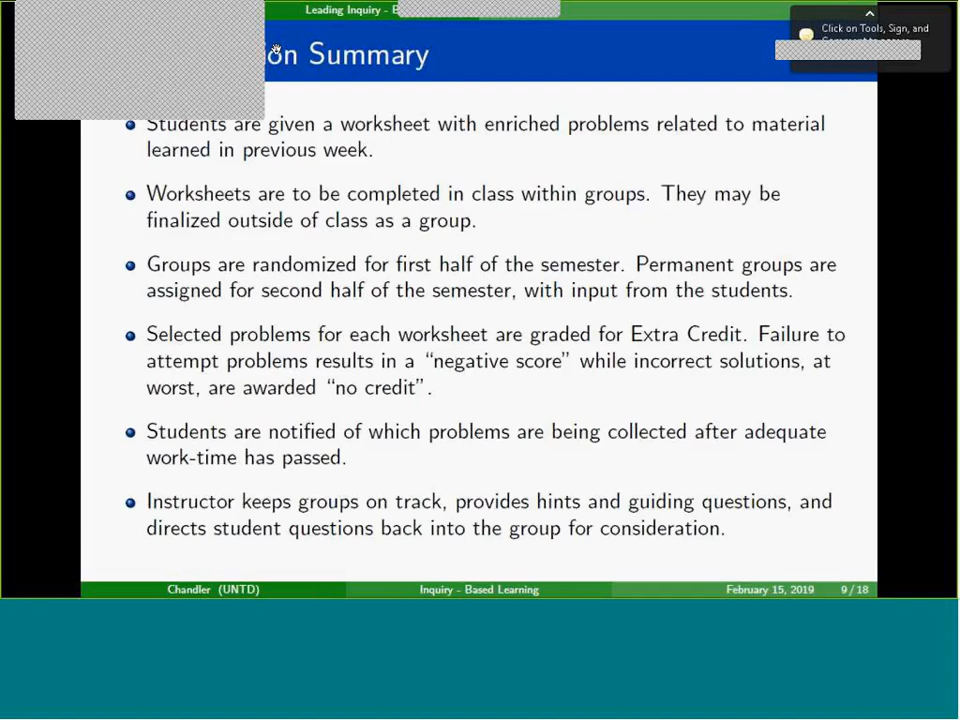 Leading Inquiry -
on Summary
Click on Tools, Sign, and
Students are given a worksheet with enriched problems related to material
learned in previous week.
Worksheets are to be completed in class within groups. They may be
finalized outside of class as a group.
Groups are randomized for first half of the semester. Permanent groups are
assigned for second half of the semester, with input from the students.
Selected problems for each worksheet are graded for Extra Credit. Failure to
attempt problems results in a “negative score” while incorrect solutions, at
worst, are awarded “no credit”.
Students are notified of which problems are being collected after adequate
work-time has passed.
Instructor keeps groups on track, provides hints and guiding questions, and
directs student questions back into the group for consideration.
Chandler (UNTD) Inquiry - Based Learning February 15, 2019 9 / 18